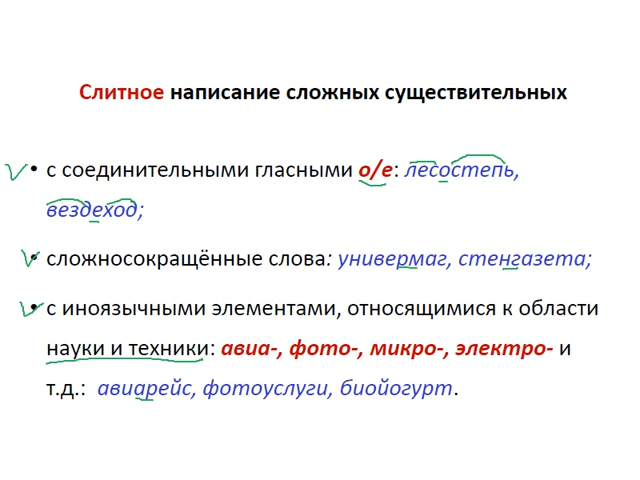 Слитное написание сложных существительных
• с соединительными гласными о/е: лесостепь,
вездеход;
• сложносокращённые слова: универмаг, стенгазета;
• с иноязычными элементами, относящимися к области
науки и техники: авиа-, фото-, микро-, электро- и
т.д.: авиарейс, фотоуслуги, биойогурт.